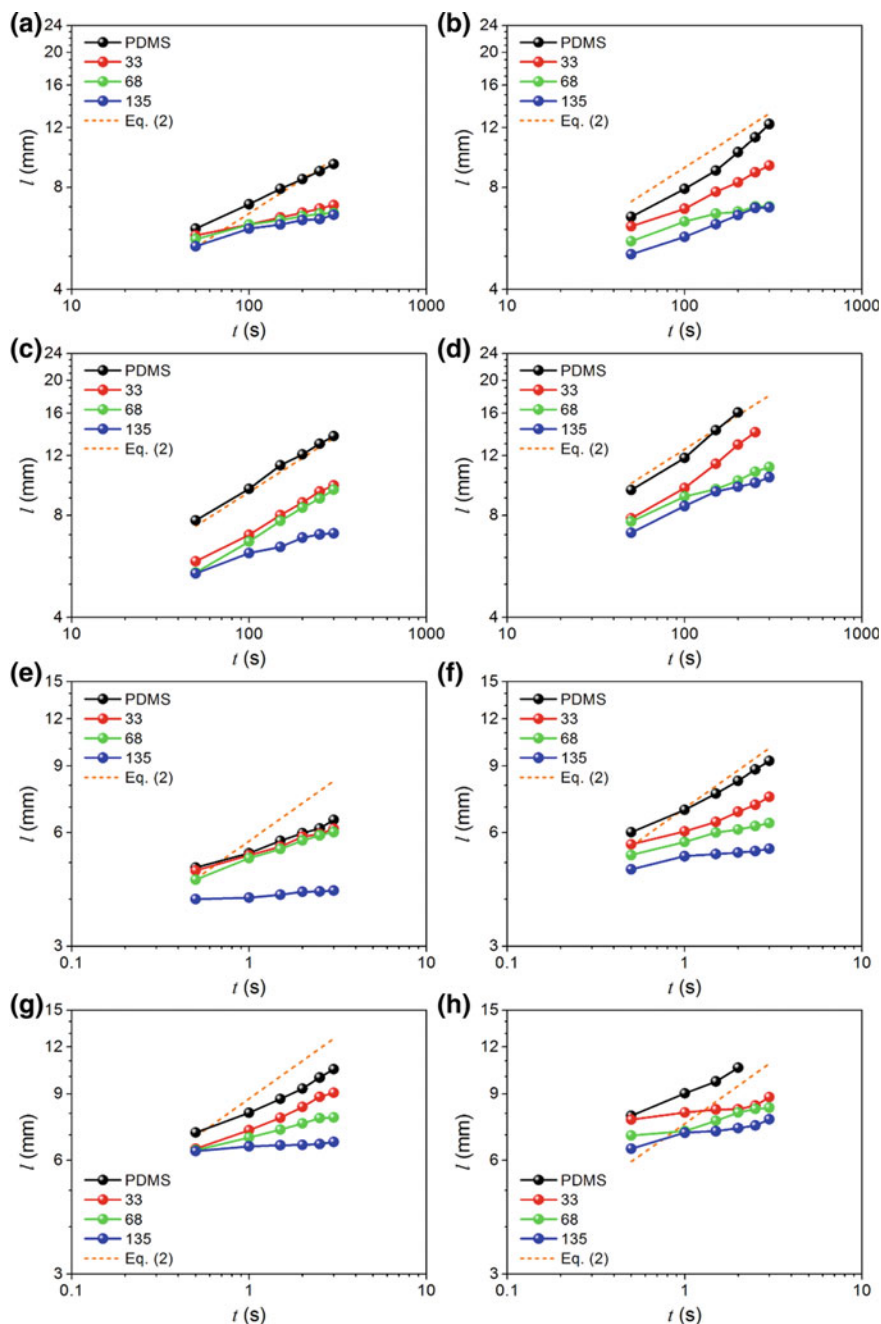 (a)
24
20
16
12
8
4
l (mm)
PDMS
33
68
135
Eq. (2)
10
100
1000
t (s)
(b)
24
20
16
12
8
4
l (mm)
PDMS
33
68
135
Eq. (2)
10
100
1000
t (s)
(c)
24
20
16
12
8
4
l (mm)
PDMS
33
68
135
Eq. (2)
10
100
1000
t (s)
(d)
24
20
16
12
8
4
l (mm)
PDMS
33
68
135
Eq. (2)
10
100
1000
t (s)
(e)
15
12
9
6
3
l (mm)
PDMS
33
68
135
Eq. (2)
0.1
1
10
t (s)
(f)
15
12
9
6
3
l (mm)
PDMS
33
68
135
Eq. (2)
0.1
1
10
t (s)
(g)
15
12
9
6
3
l (mm)
PDMS
33
68
135
Eq. (2)
0.1
1
10
t (s)
(h)
15
12
9
6
3
l (mm)
PDMS
33
68
135
Eq. (2)
0.1
1
10
t (s)